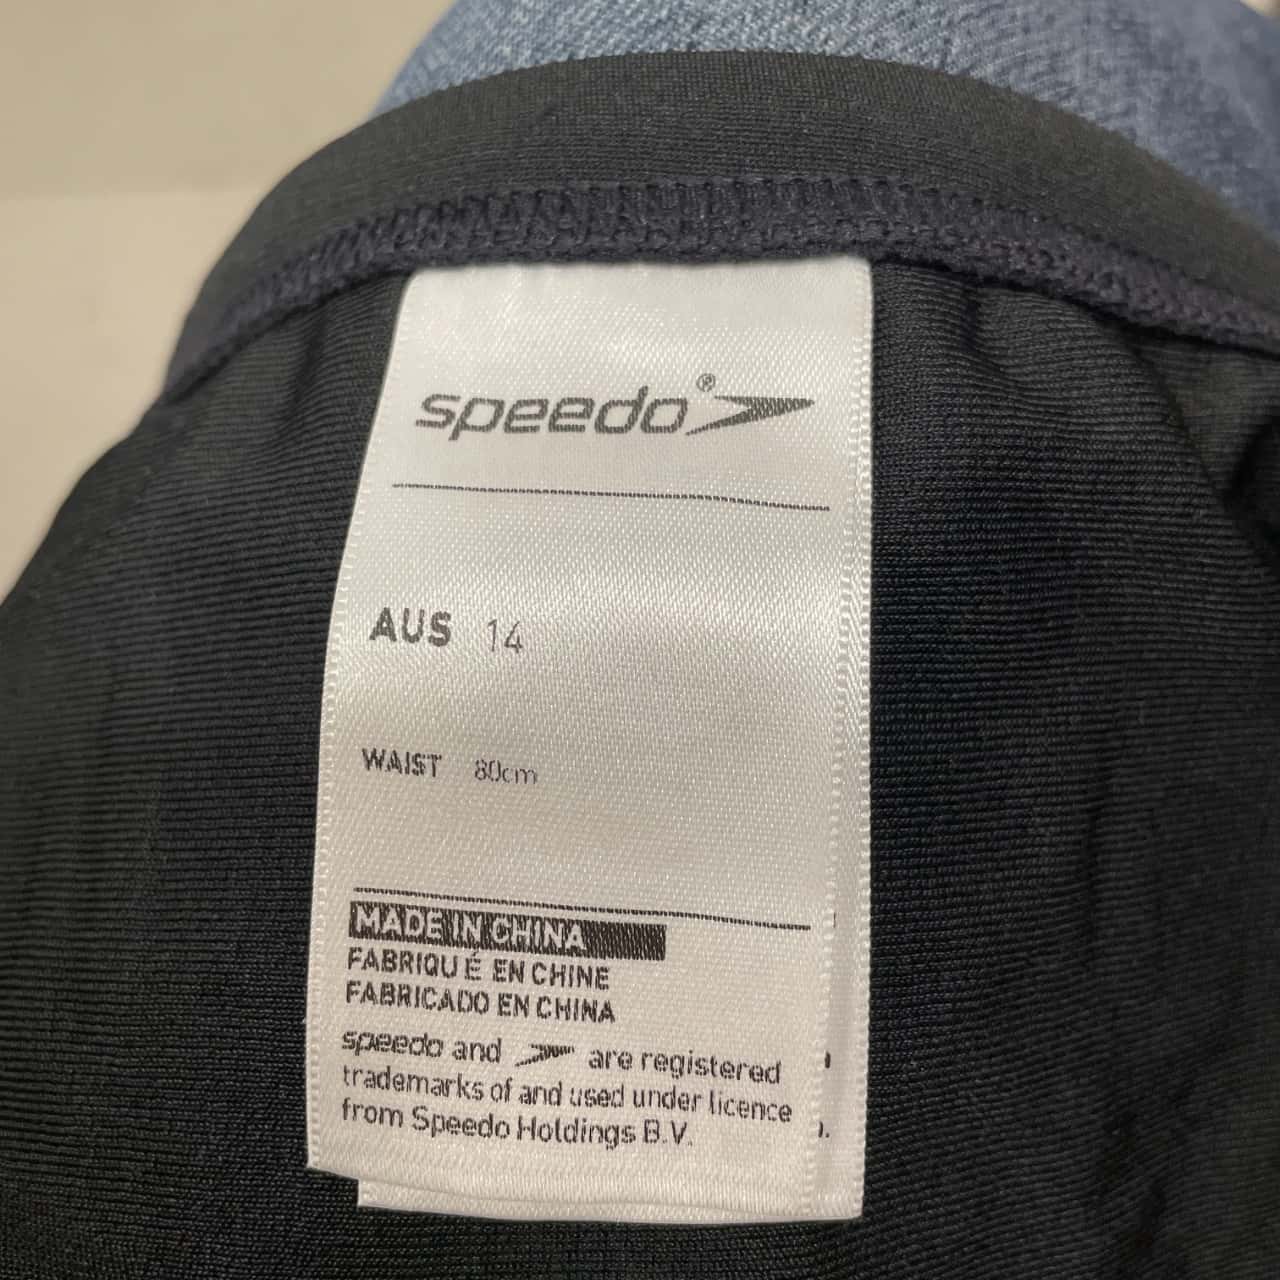 speedo®
AUS 14
WAIST 80cm
MADE IN CHINA
FABRIQUÉ EN CHINE
FABRICADO EN CHINA
speedo and are registered
trademarks of and used under licence
from Speedo Holdings B.V.